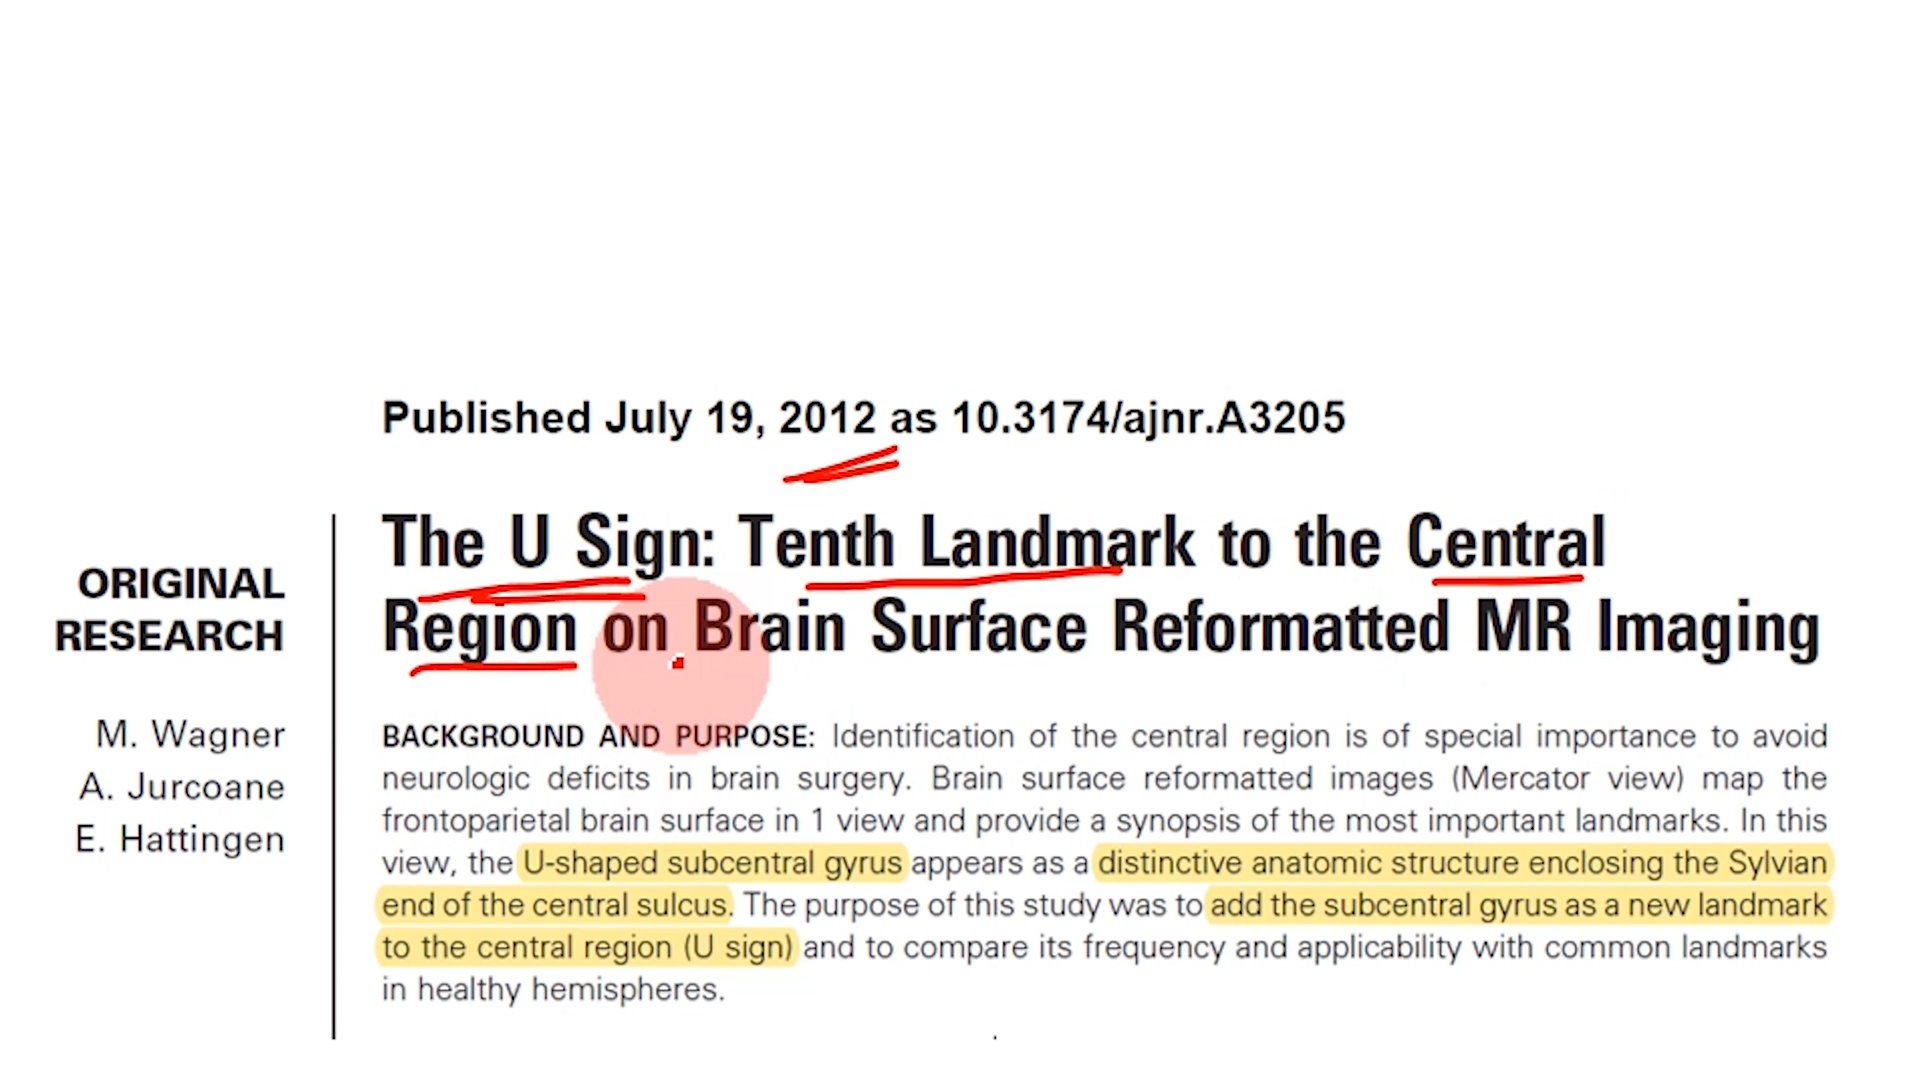 Published July 19, 2012 as 10.3174/ajnr.A3205
ORIGINAL
RESEARCH
M. Wagner
A. Jurcoane
E. Hattingen
The U Sign: Tenth Landmark to the Central
Region on Brain Surface Reformatted MR Imaging
BACKGROUND AND PURPOSE: Identification of the central region is of special importance to avoid
neurologic deficits in brain surgery. Brain surface reformatted images (Mercator view) map the
frontoparietal brain surface in 1 view and provide a synopsis of the most important landmarks. In this
view, the U-shaped subcentral gyrus appears as a distinctive anatomic structure enclosing the Sylvian
end of the central sulcus. The purpose of this study was to add the subcentral gyrus as a new landmark
to the central region (U sign) and to compare its frequency and applicability with common landmarks
in healthy hemispheres.